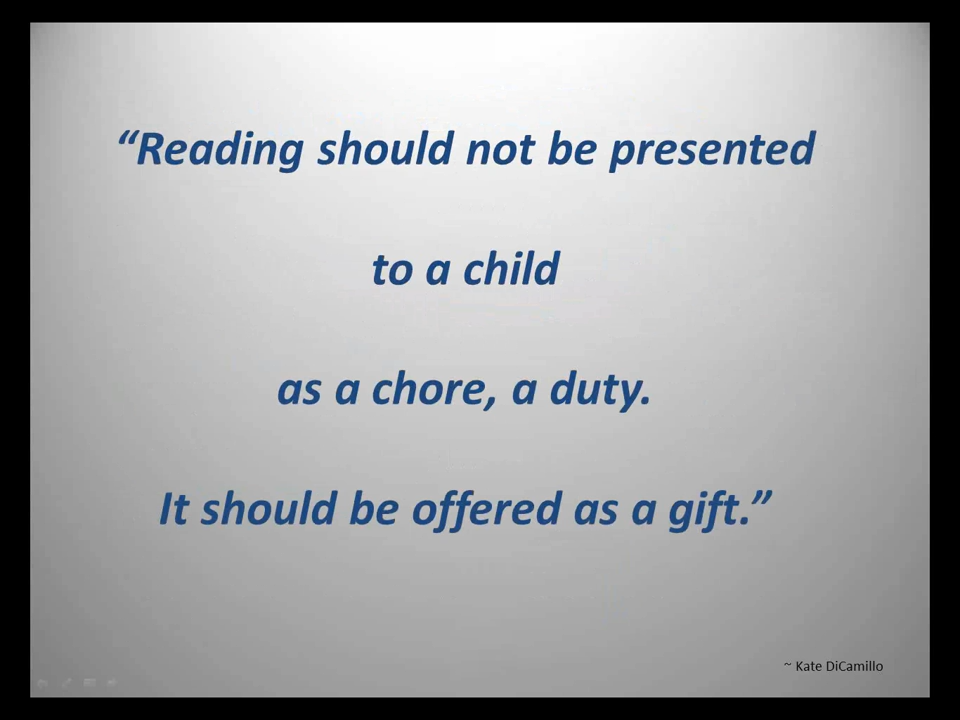 “Reading should not be presented
to a child
as a chore, a duty.
It should be offered as a gift.”
~ Kate DiCamillo